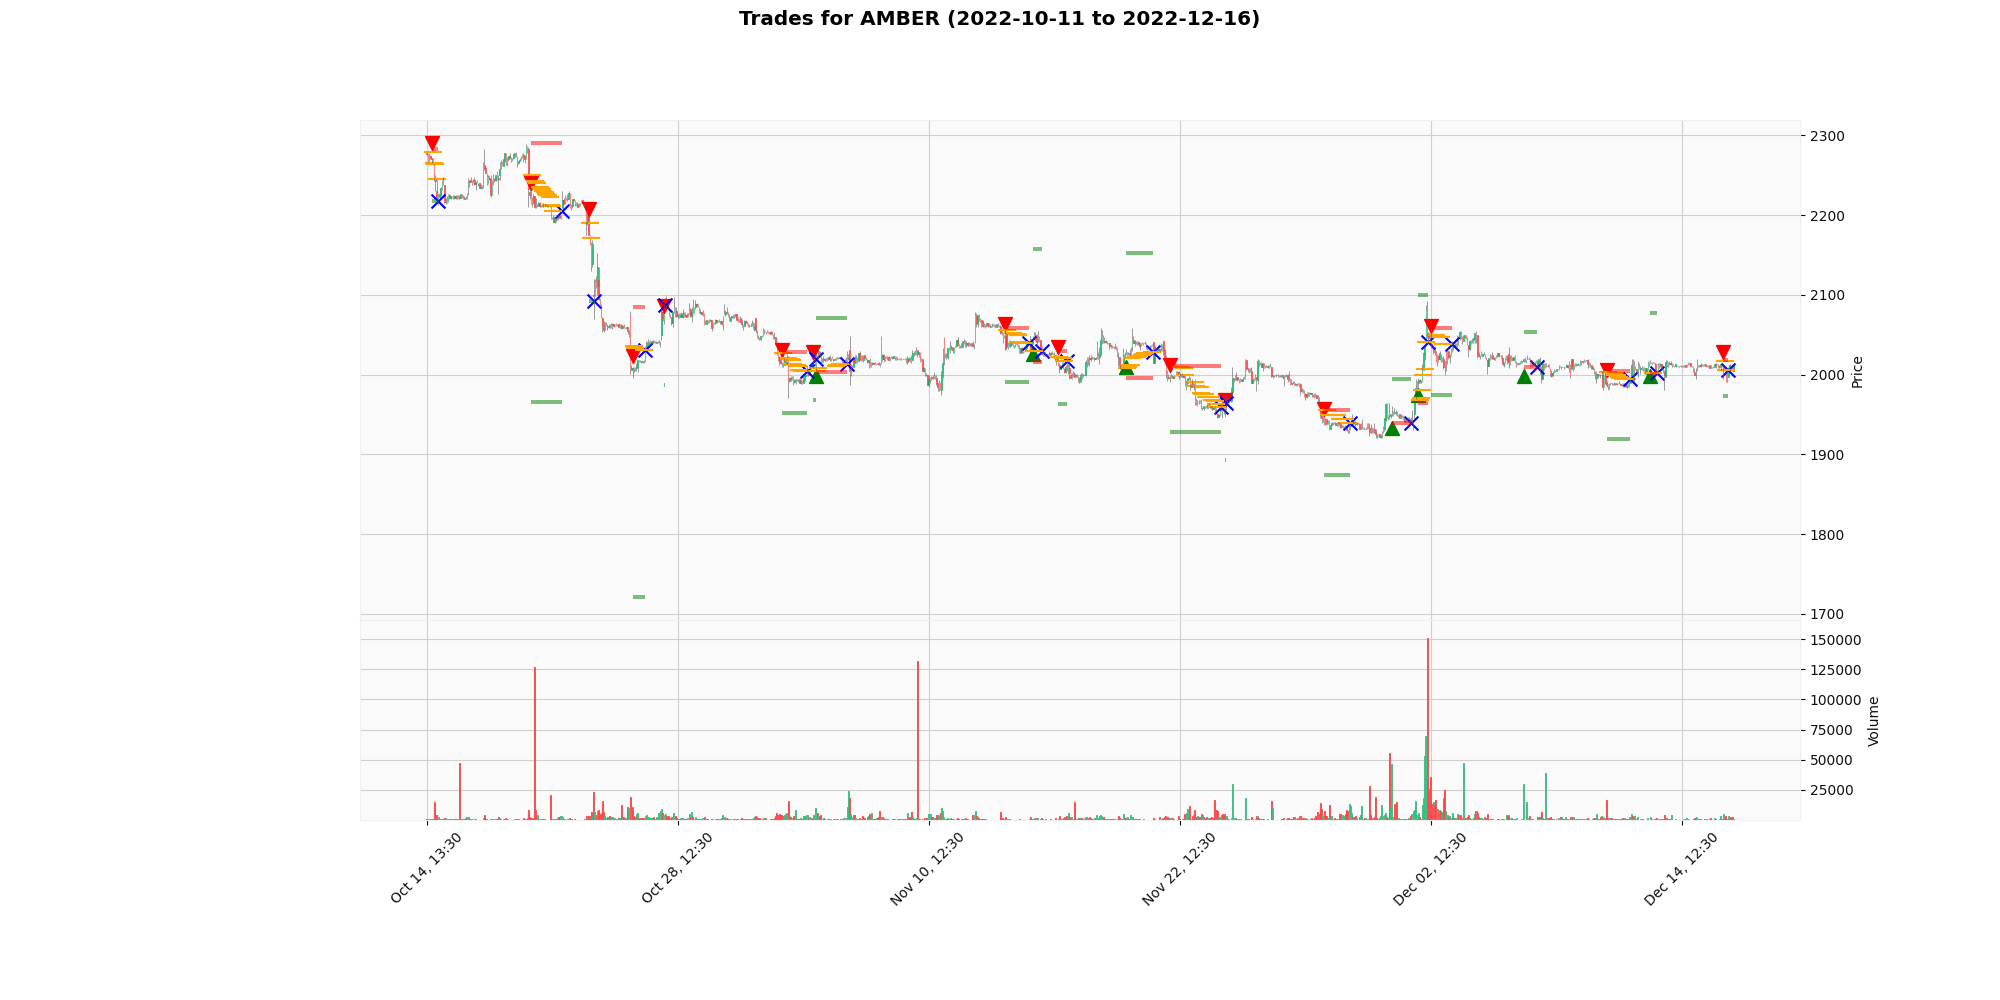 Trades for AMBER (2022-10-11 to 2022-12-16)
2300
2200
2100
2000
1900
1800
1700
Price
150000
125000
100000
75000
50000
25000
Volume
Oct 14, 13:30
Oct 28, 12:30
Nov 10, 12:30
Nov 22, 12:30
Dec 02, 12:30
Dec 14, 12:30